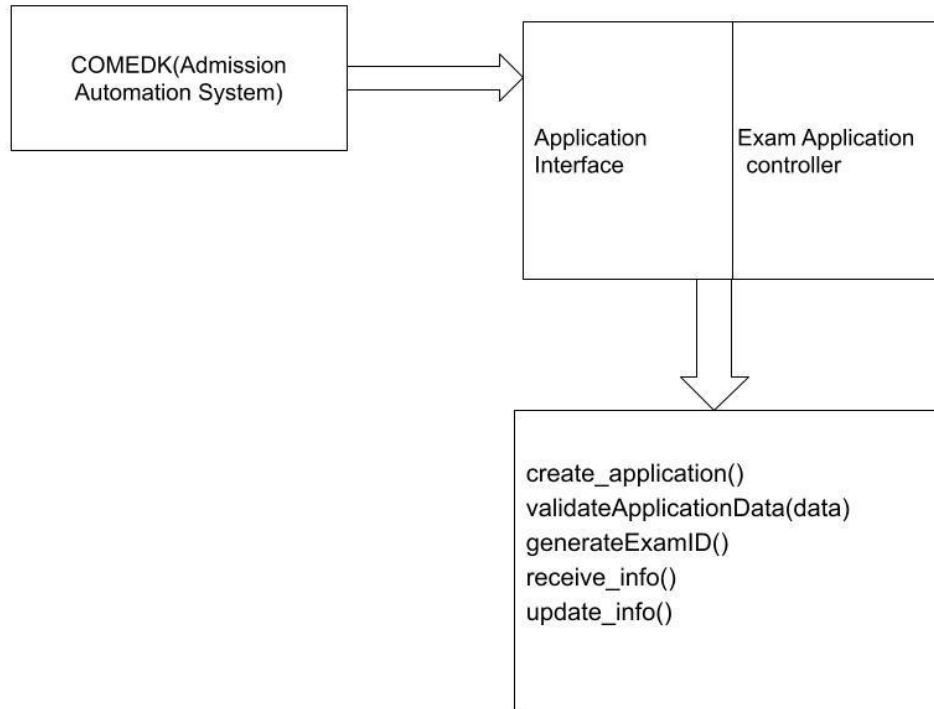 COMEDK(Admission
Automation System)
Application
Interface
Exam Application
controller
create_application()
validateApplicationData(data)
generateExamID()
receive_info()
update_info()